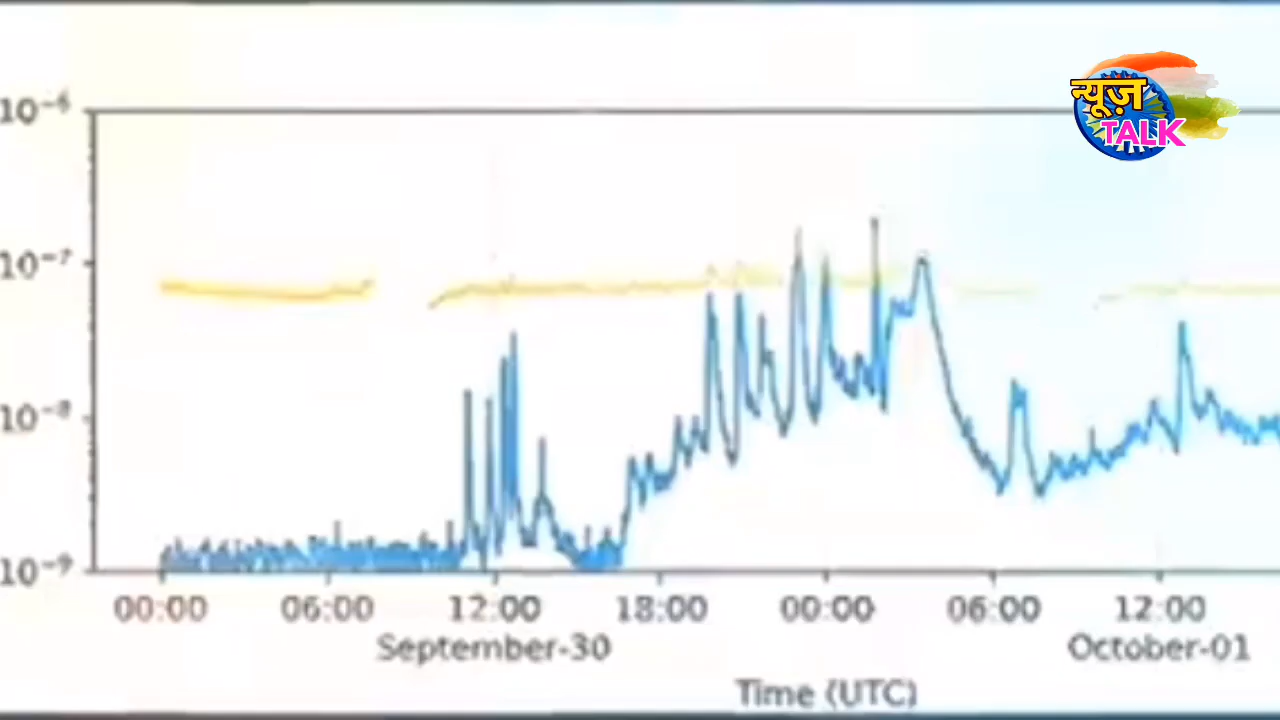 न्यूज़
TALK
10⁻⁶
10⁻⁷
10⁻⁸
10⁻⁹
00:00 06:00 12:00 18:00 00:00 06:00 12:00
September-30 October-01
Time (UTC)